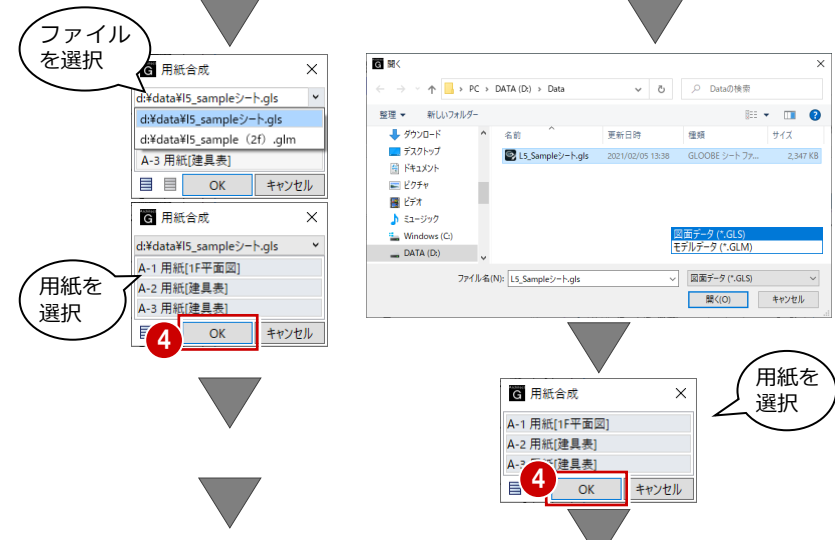 ファイル
を選択
用紙合成
d:¥data¥l5_sampleシート.gls
d:¥data¥l5_sampleシート.gls
d:¥data¥l5_sample（2f）.glm
A-3 用紙[建具表]
OK
キャンセル
用紙合成
d:¥data¥l5_sampleシート.gls
A-1 用紙[1F平面図]
A-2 用紙[建具表]
A-3 用紙[建具表]
用紙を
選択
4
OK
キャンセル
開く
PC › DATA (D:) › Data
Dataの検索
整理
新しいフォルダー
ダウンロード
デスクトップ
ドキュメント
ピクチャ
ビデオ
ミュージック
Windows (C:)
DATA (D:)
名前 更新日時 種類 サイズ
L5_Sampleシート.gls 2021/02/05 13:38 GLOOBE シート ファ... 2,347 KB
図面データ (*.GLS)
モデルデータ (*.GLM)
ファイル名(N): L5_Sampleシート.gls 図面データ (*.GLS)
開く(O)
キャンセル
用紙合成
A-1 用紙[1F平面図]
A-2 用紙[建具表]
A-3 用紙[建具表]
用紙を
選択
4
OK
キャンセル